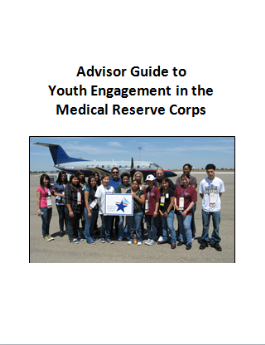 Advisor Guide to
Youth Engagement in the
Medical Reserve Corps